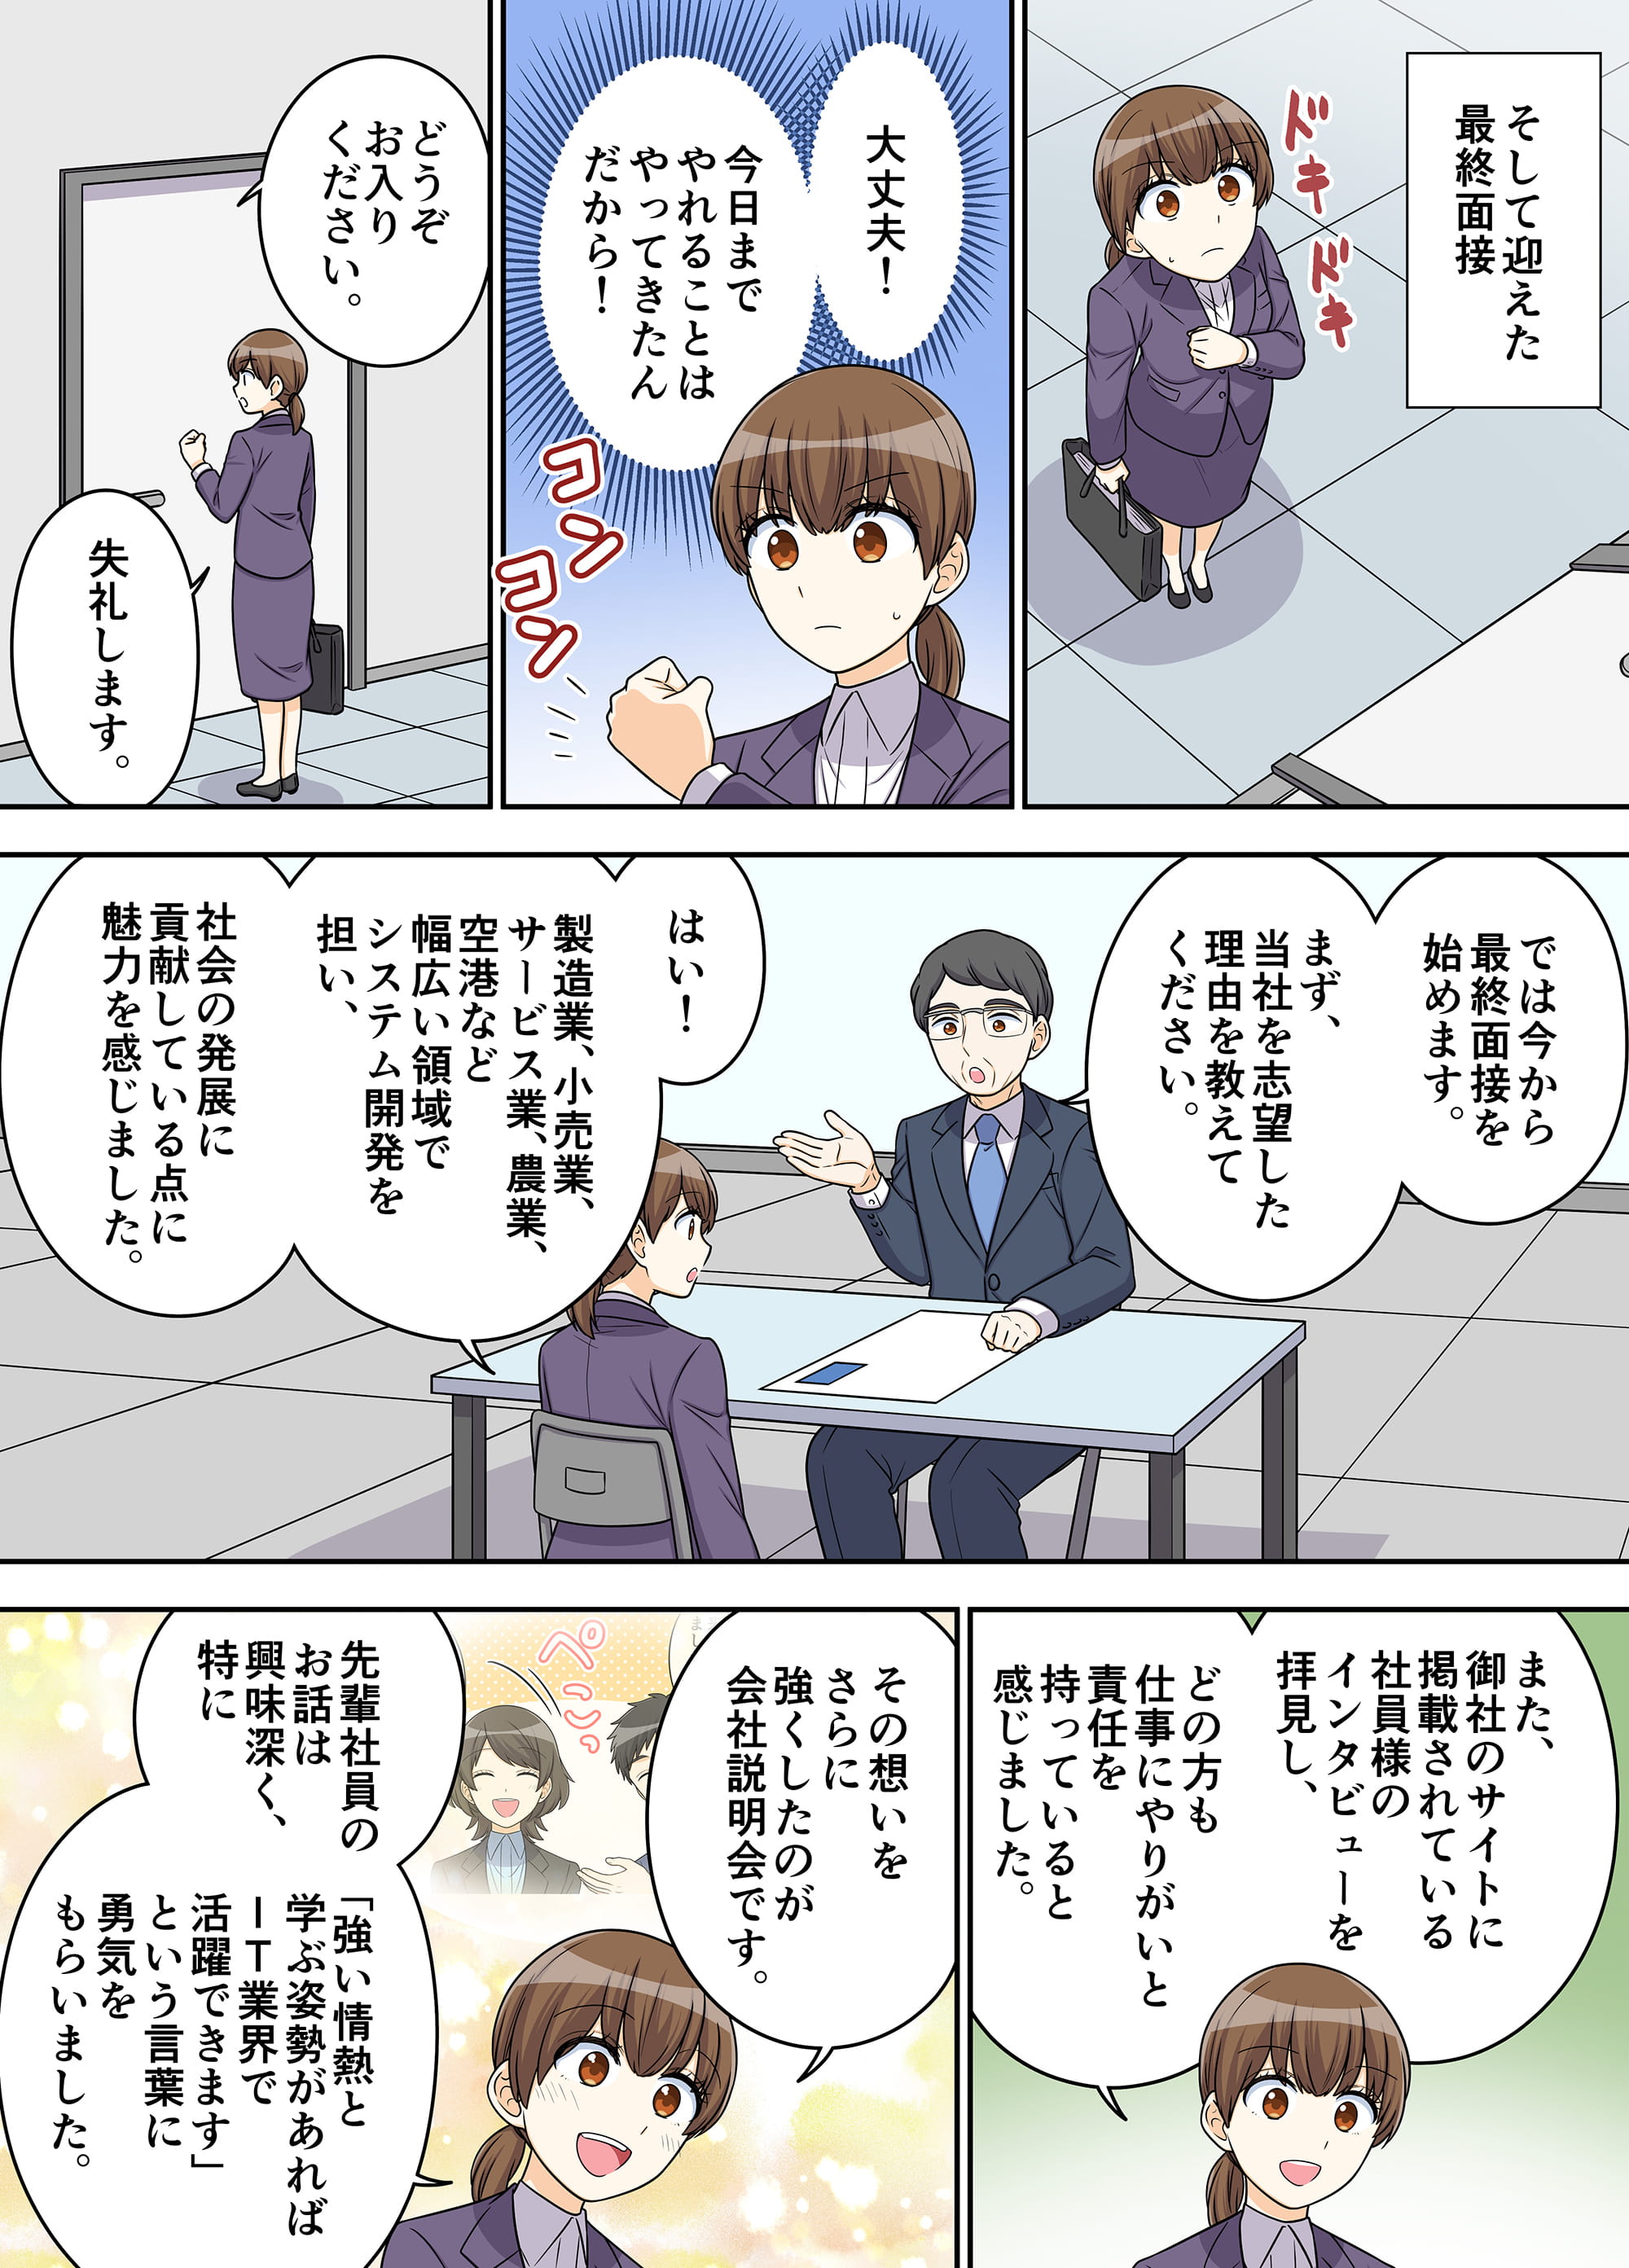 そして迎えた
最終面接
ドキ
ドキ
大丈夫！
今日まで
やれることは
やってきたん
だから！
コン
コン
どうぞ
お入り
ください。
失礼します。
では今から
最終面接を
始めます。
まず、
当社を志望した
理由を教えて
ください。
はい！
製造業、小売業、
サービス業、農業、
空港など
幅広い領域で
システム開発を
担い、
社会の発展に
貢献している点に
魅力を感じました。
また、
御社のサイトに
掲載されている
社員様の
インタビューを
拝見し、
どの方も
仕事にやりがいと
責任を
持っていると
感じました。
その想いを
さらに
強くしたのが
会社説明会です。
ぺこっ
先輩社員の
お話は
興味深く、
特に
「強い情熱と
学ぶ姿勢があれば
IT業界で
活躍できます」
という言葉に
勇気を
もらいました。